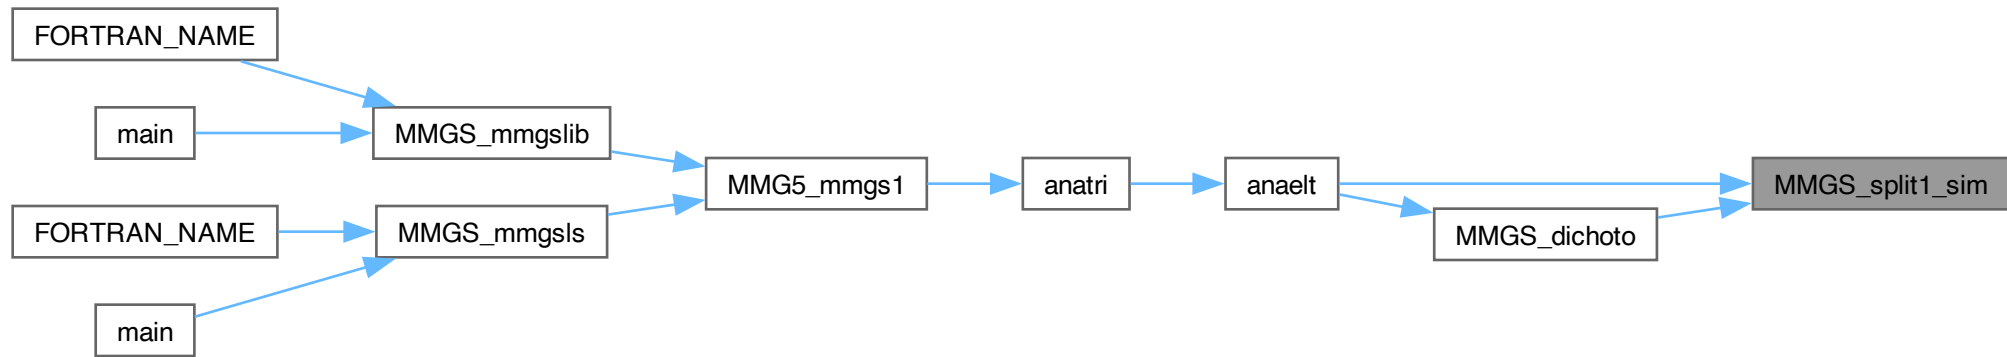 FORTRAN_NAME
main
MMGS_mmgslib
FORTRAN_NAME
main
MMGS_mmgsls
MMG5_mmgs1
anatri
anaelt
MMGS_dichoto
MMGS_split1_sim